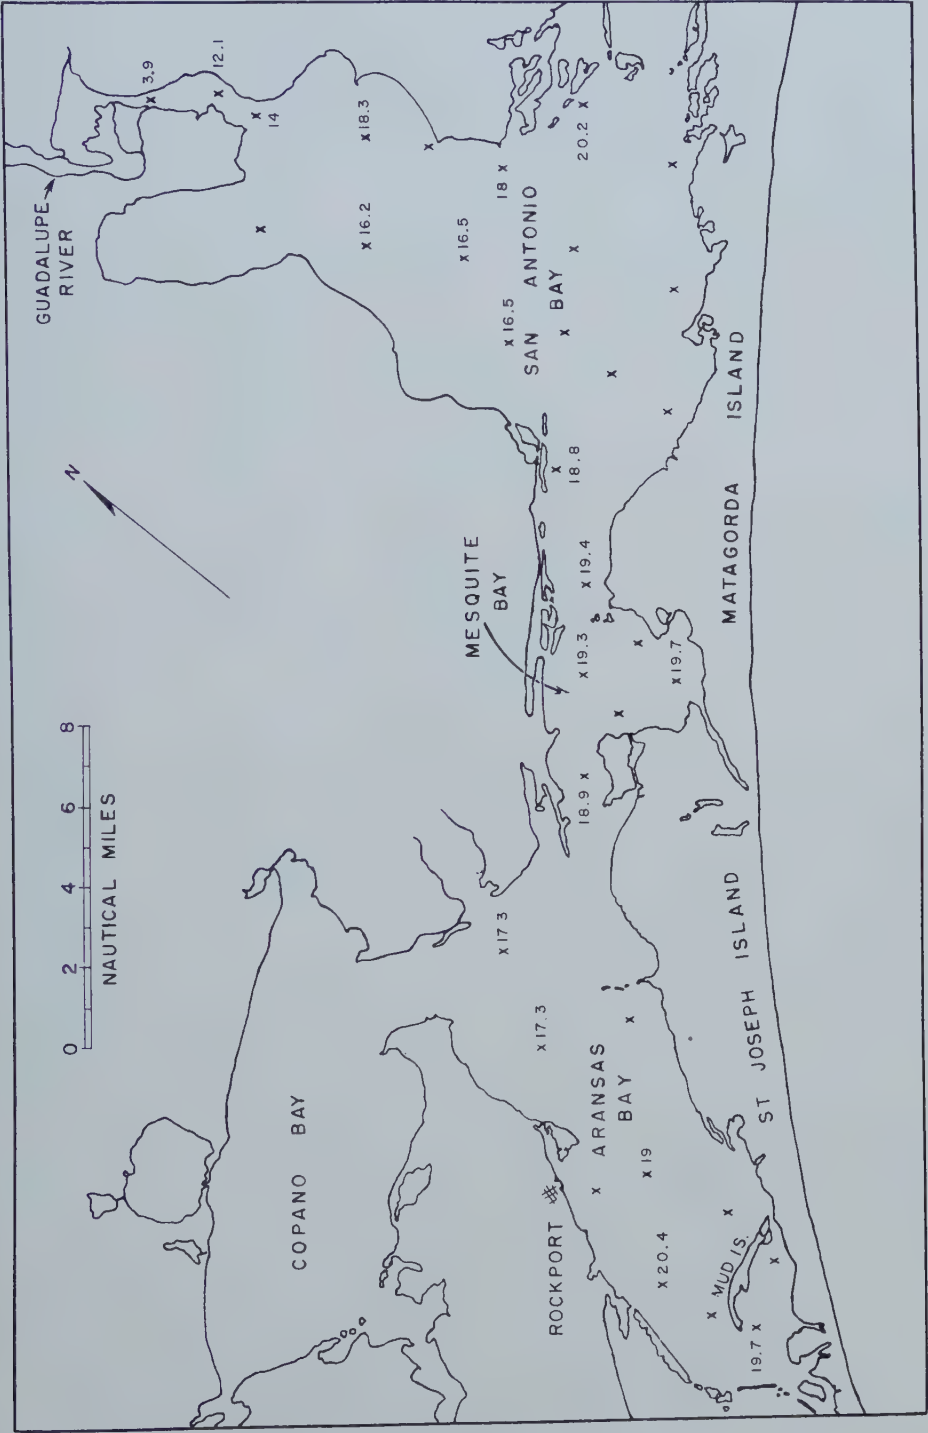 GUADALUPE
RIVER
x 3.9
x 12.1
x
14
x 18.3
x
x
x 16.2
x 16.5
18 x
20.2 x
x
x
x 16.5
SAN ANTONIO
BAY
x
x
x
x
x
18.8
N
MESQUITE
BAY
x 19.4
x 19.3
x
x 19.7
x
18.9 x
MATAGORDA ISLAND
0 2 4 6 8
NAUTICAL MILES
x 17.3
x 17.3
x
COPANO BAY
ARANSAS
BAY
ROCKPORT
x
x 19
x
x 20.4
MUD IS.
x
x
19.7 x
ST JOSEPH ISLAND